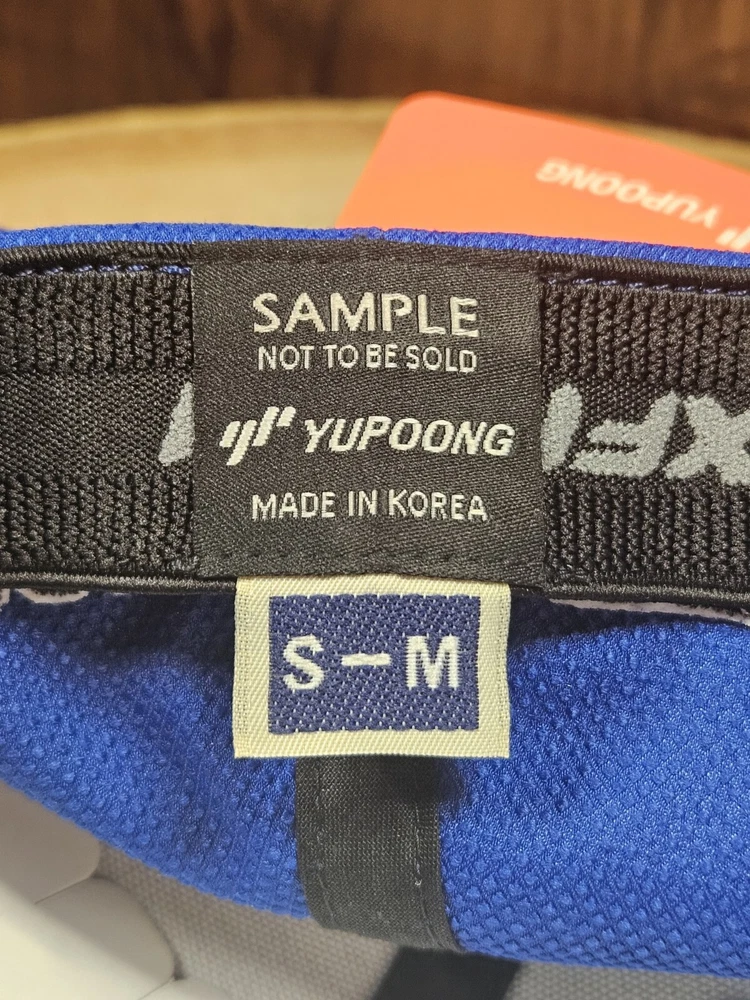 YUPOONG
SAMPLE
NOT TO BE SOLD
YUPOONG
MADE IN KOREA
S-M